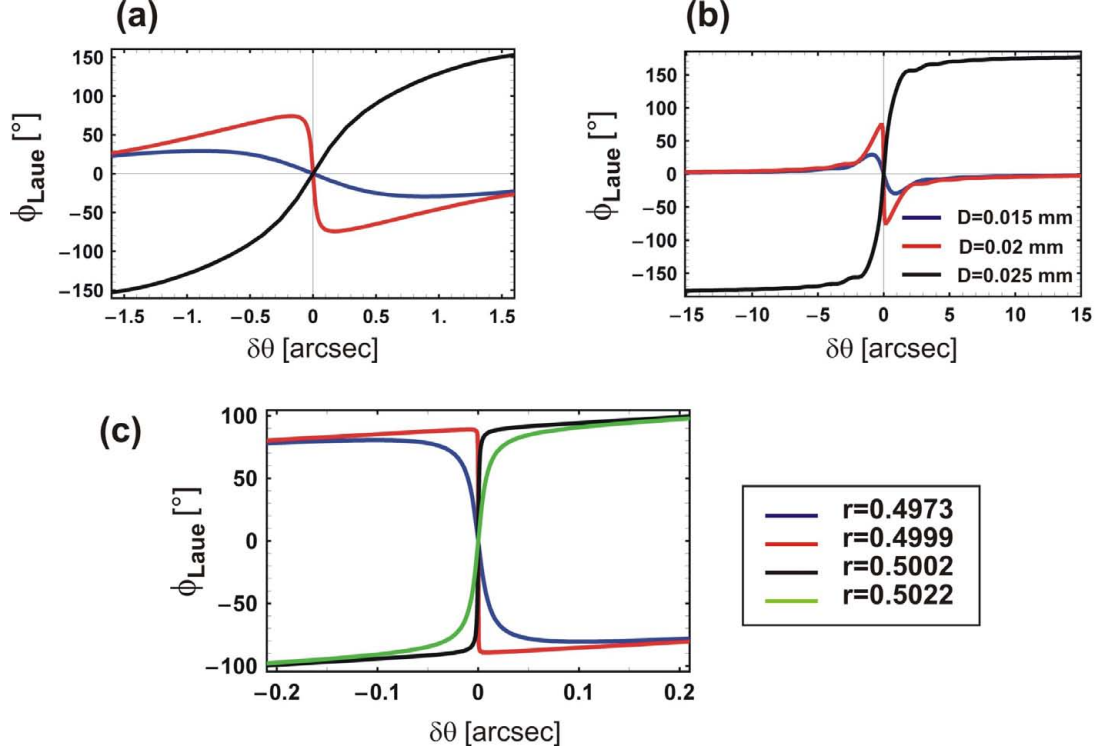 (a)
(b)
150
100
50
0
−50
−100
−150
ϕLaue [°]
−1.5 −1. −0.5 0 0.5 1. 1.5
δθ [arcsec]
150
100
50
0
−50
−100
−150
ϕLaue [°]
D=0.015 mm
D=0.02 mm
D=0.025 mm
−15 −10 −5 0 5 10 15
δθ [arcsec]
(c)
100
50
0
−50
−100
ϕLaue [°]
−0.2 −0.1 0 0.1 0.2
δθ [arcsec]
r=0.4973
r=0.4999
r=0.5002
r=0.5022